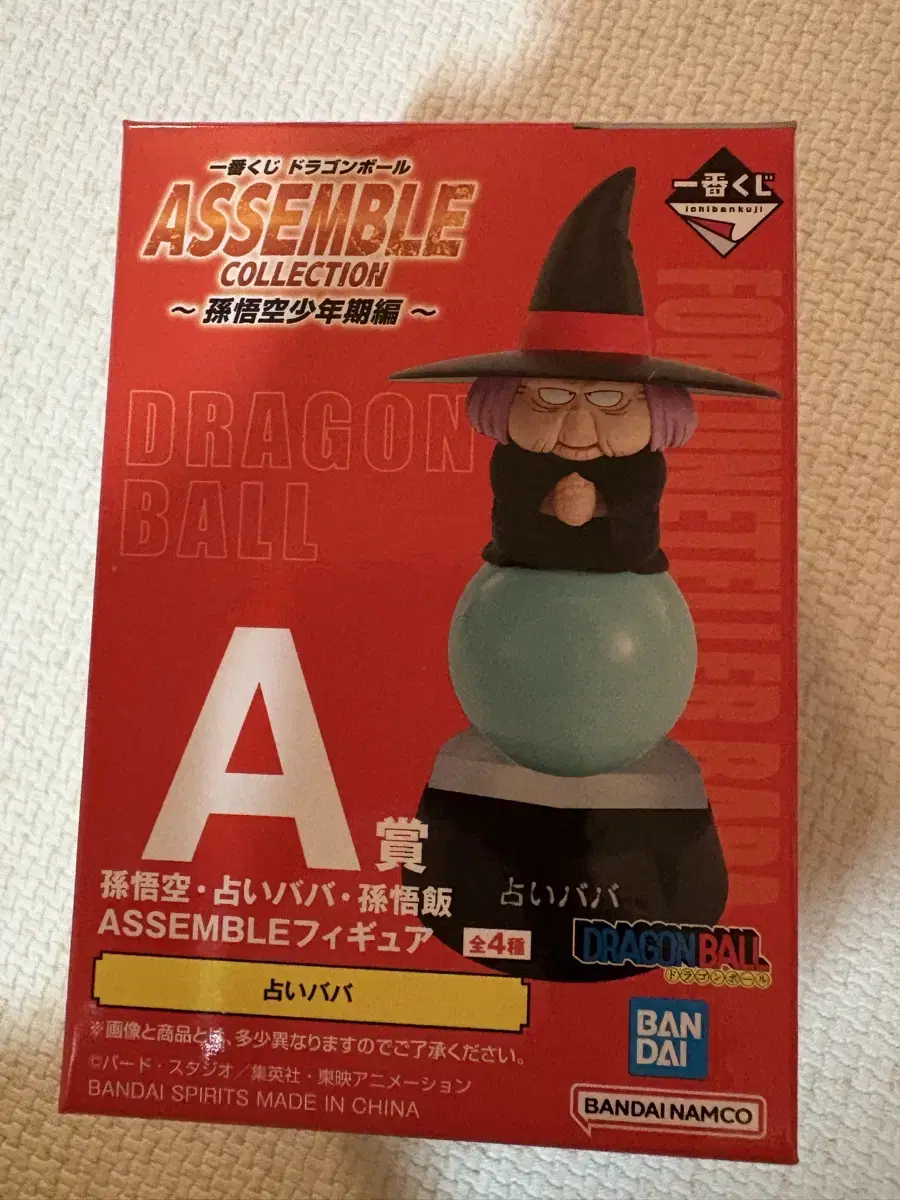 一番くじ ドラゴンボール
ASSEMBLE
COLLECTION
～ 孫悟空少年期編 ～
一番くじ
ichibankuji
DRAGON
BALL
A賞
孫悟空・占いババ・孫悟飯
ASSEMBLEフィギュア 全4種
占いババ
占いババ
DRAGONBALL
ドラゴンボール
※画像と商品とは、多少異なりますのでご了承ください。
©バード・スタジオ/集英社・東映アニメーション
BANDAI SPIRITS MADE IN CHINA
BAN
DAI
BANDAI NAMCO